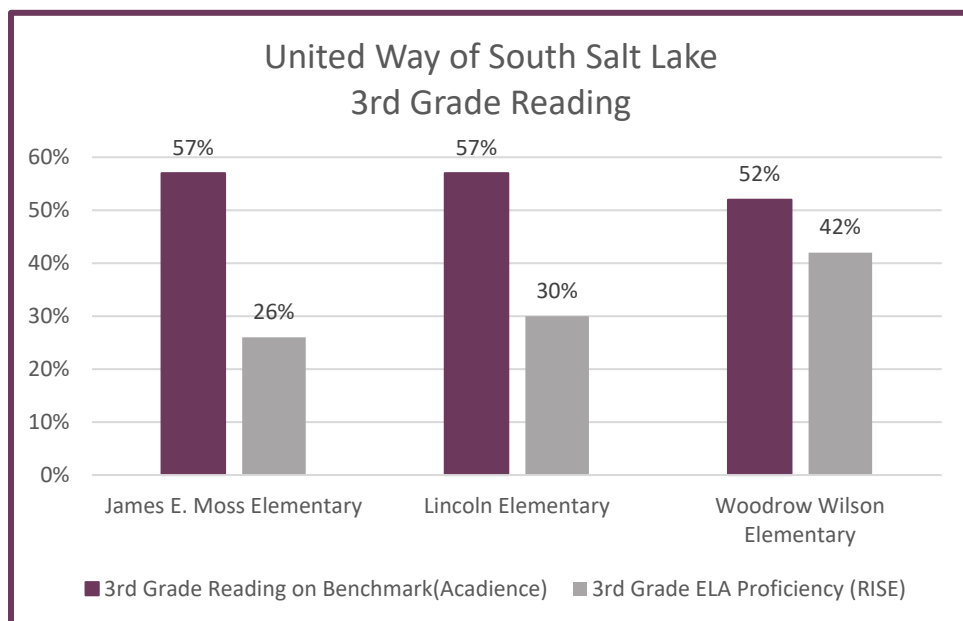 United Way of South Salt Lake
3rd Grade Reading
57%
57%
52%
42%
26%
30%
60%
50%
40%
30%
20%
10%
0%
James E. Moss Elementary
Lincoln Elementary
Woodrow Wilson
Elementary
3rd Grade Reading on Benchmark(Acadience)
3rd Grade ELA Proficiency (RISE)